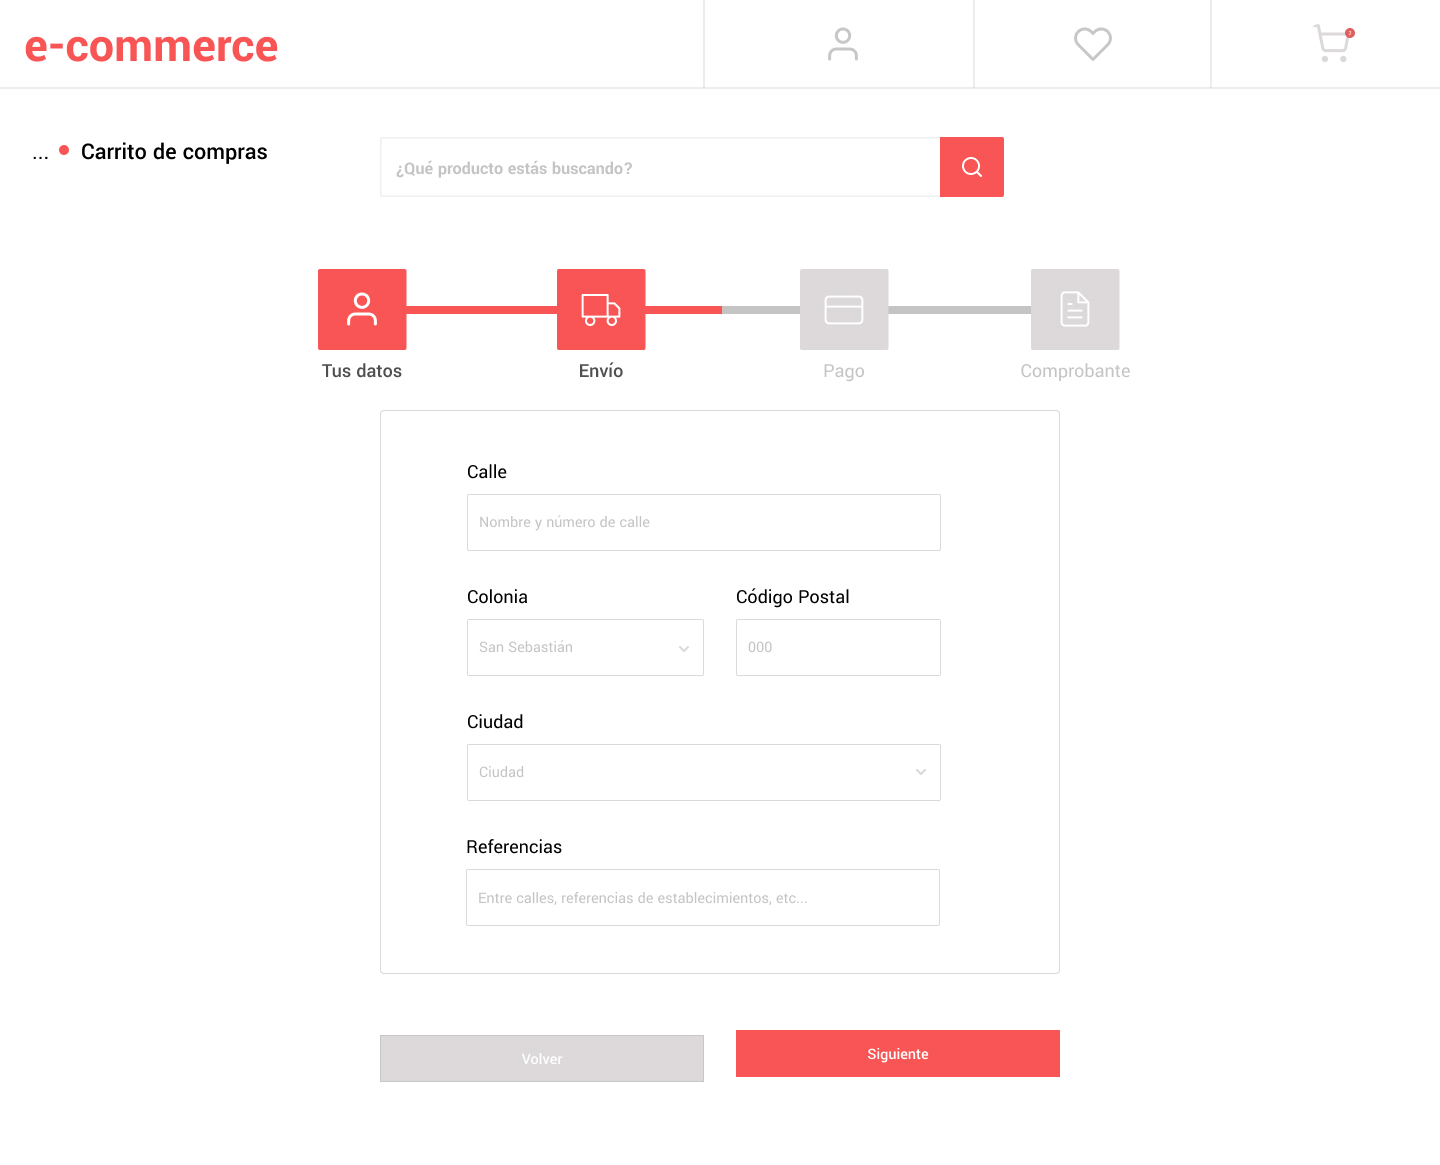 e-commerce
... Carrito de compras
¿Qué producto estás buscando?
Tus datos
Envío
Pago
Comprobante
Calle
Nombre y número de calle
Colonia
Código Postal
San Sebastián
000
Ciudad
Ciudad
Referencias
Entre calles, referencias de establecimientos, etc...
Volver
Siguiente